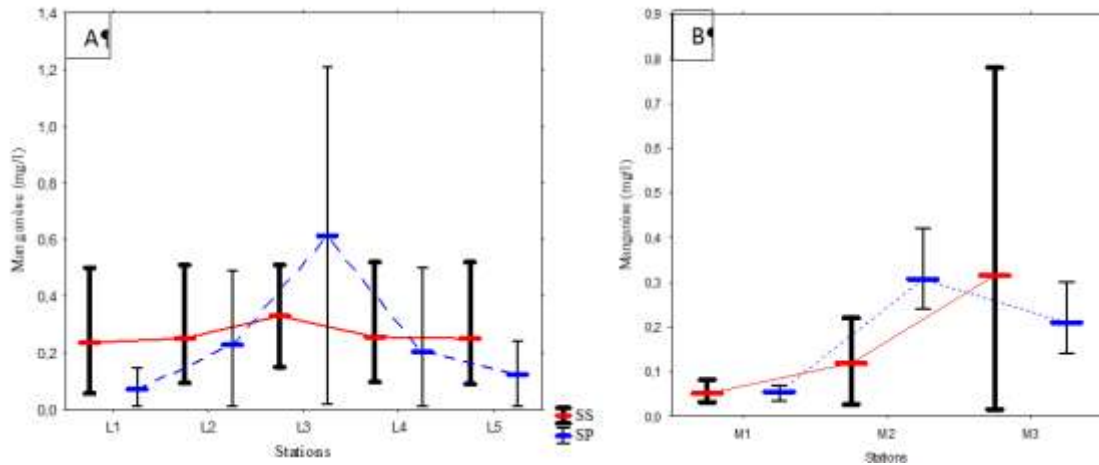 A¶
Manganèse (mg/l)
1,4
1,2
1,0
0,8
0,6
0,4
0,2
0,0
L1 L2 L3 L4 L5
Stations
SS
SP
B¶
Manganèse (mg/l)
0,9
0,8
0,7
0,6
0,5
0,4
0,3
0,2
0,1
0,0
M1 M2 M3
Stations